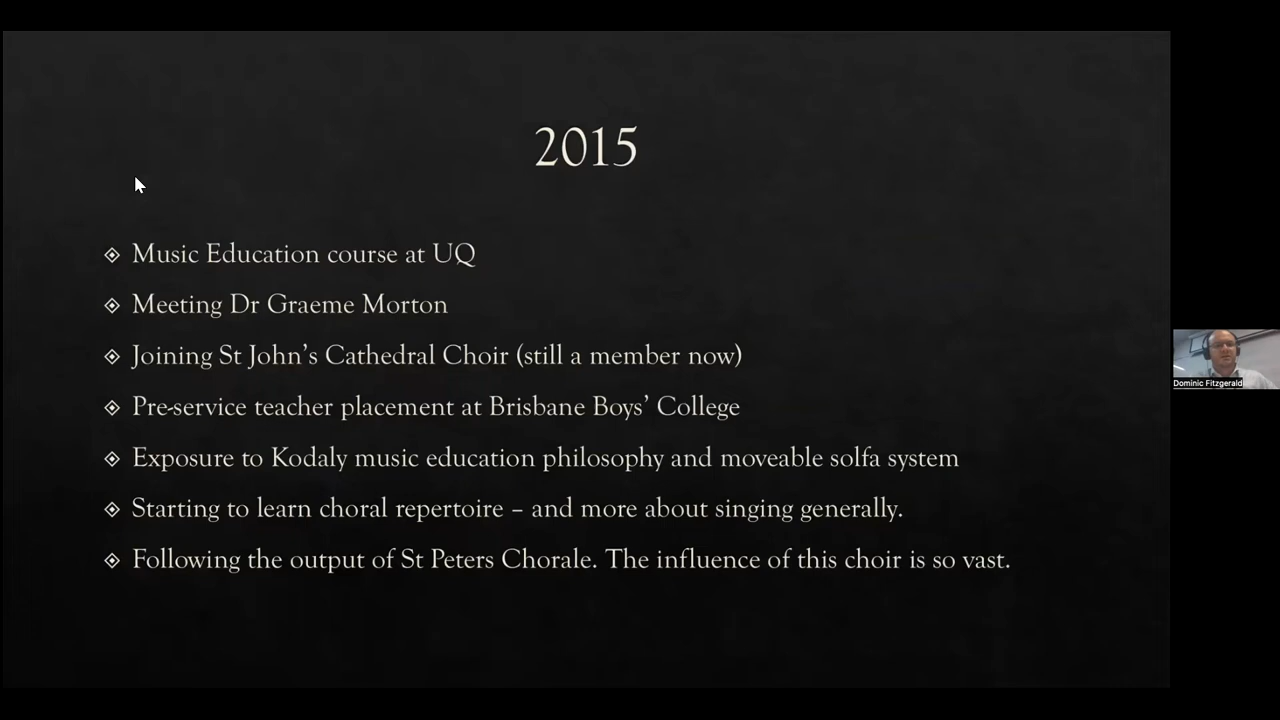 2015
Music Education course at UQ
Meeting Dr Graeme Morton
Joining St John's Cathedral Choir (still a member now)
Pre-service teacher placement at Brisbane Boys' College
Exposure to Kodaly music education philosophy and moveable solfa system
Starting to learn choral repertoire – and more about singing generally.
Following the output of St Peters Chorale. The influence of this choir is so vast.
Dominic Fitzgerald